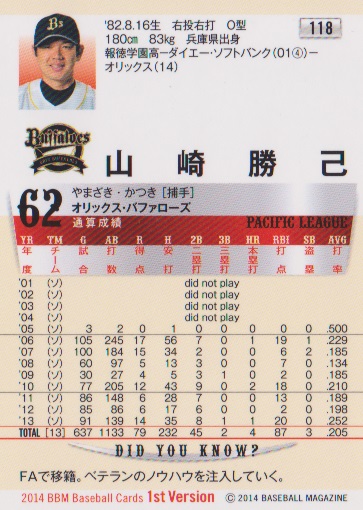 Bs
'82.8.16生 右投右打 O型
180㎝ 83㎏ 兵庫県出身
報徳学園高ーダイエー・ソフトバンク(01④)ー
オリックス(14)
118
Buffaloes
山崎勝己
62
やまざき・かつき[捕手]
オリックス・バファローズ
通算成績
PACIFIC LEAGUE
YR TM G AB R H 2B 3B HR RBI SB AVG
年度 チーム 試合 打数 得点 安打 二塁打 三塁打 本塁打 打点 盗塁 打率
'01 (ソ) did not play
'02 (ソ) did not play
'03 (ソ) did not play
'04 (ソ) did not play
'05 (ソ) 3 2 0 1 0 0 0 0 0 .500
'06 (ソ) 105 245 17 56 7 0 1 19 1 .229
'07 (ソ) 100 184 15 34 2 0 0 6 2 .185
'08 (ソ) 60 97 5 13 3 0 0 7 0 .134
'09 (ソ) 30 27 4 5 3 1 0 2 0 .185
'10 (ソ) 77 205 12 43 9 0 2 18 0 .210
'11 (ソ) 86 148 6 28 7 0 0 0 .189
'12 (ソ) 85 86 6 17 6 0 0 0 .198
'13 (ソ) 91 139 14 35 8 1 1 20 0 .252
TOTAL [13] 637 1133 79 232 45 2 4 87 3 .205
DID YOU KNOW?
FAで移籍。ベテランのノウハウを注入していく。
2014 BBM Baseball Cards 1st Version © 2014 BASEBALL MAGAZINE